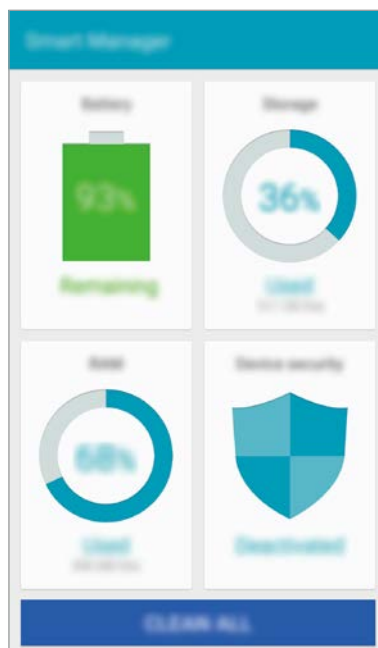 Smart Manager
Battery
Storage
93%
36%
Remaining
Used
RAM
Device security
68%
Used
Deactivated
CLEAN ALL